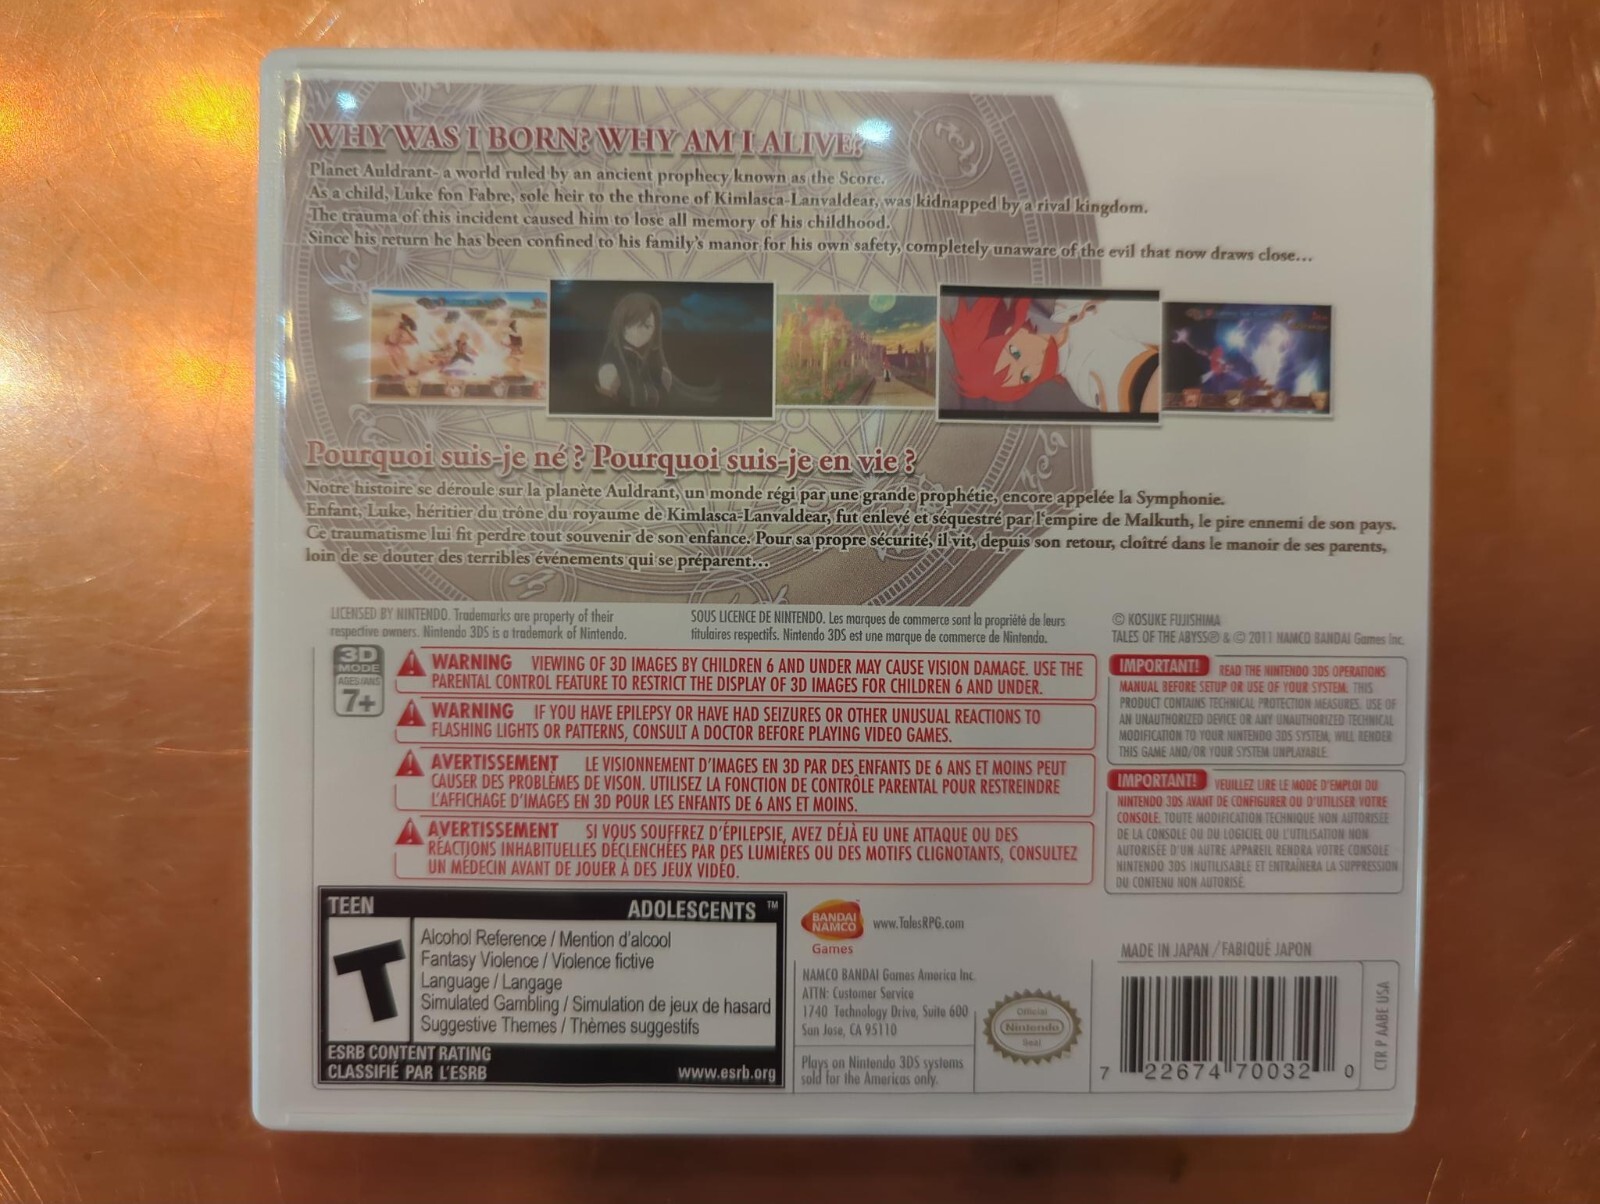 WHY WAS I BORN? WHY AM I ALIVE?
Planet Auldrant- a world ruled by an ancient prophecy known as the Score.
As a child, Luke fon Fabre, sole heir to the throne of Kimlasca-Lanvaldear, was kidnapped by a rival kingdom.
The trauma of this incident caused him to lose all memory of his childhood.
Since his return he has been confined to his family's manor for his own safety, completely unaware of the evil that now draws close...
Pourquoi suis-je né ? Pourquoi suis-je en vie ?
Notre histoire se déroule sur la planète Auldrant, un monde régi par une grande prophétie, encore appelée la Symphonie.
Enfant, Luke, héritier du trône du royaume de Kimlasca-Lanvaldear, fut enlevé et séquestré par l'empire de Malkuth, le pire ennemi de son pays.
Ce traumatisme lui fit perdre tout souvenir de son enfance. Pour sa propre sécurité, il vit, depuis son retour, cloîtré dans le manoir de ses parents,
loin de se douter des terribles événements qui se préparent...
LICENSED BY NINTENDO. Trademarks are property of their
respective owners. Nintendo 3DS is a trademark of Nintendo.
SOUS LICENCE DE NINTENDO. Les marques de commerce sont la propriété de leurs
titulaires respectifs. Nintendo 3DS est une marque de commerce de Nintendo.
© KOSUKE FUJISHIMA
TALES OF THE ABYSS® & © 2011 NAMCO BANDAI Games Inc.
3D
MODE
AGES/ANS
7+
WARNING VIEWING OF 3D IMAGES BY CHILDREN 6 AND UNDER MAY CAUSE VISION DAMAGE. USE THE
PARENTAL CONTROL FEATURE TO RESTRICT THE DISPLAY OF 3D IMAGES FOR CHILDREN 6 AND UNDER.
WARNING IF YOU HAVE EPILEPSY OR HAVE HAD SEIZURES OR OTHER UNUSUAL REACTIONS TO
FLASHING LIGHTS OR PATTERNS, CONSULT A DOCTOR BEFORE PLAYING VIDEO GAMES.
AVERTISSEMENT LE VISIONNEMENT D'IMAGES EN 3D PAR DES ENFANTS DE 6 ANS ET MOINS PEUT
CAUSER DES PROBLÈMES DE VISON. UTILISEZ LA FONCTION DE CONTRÔLE PARENTAL POUR RESTREINDRE
L'AFFICHAGE D'IMAGES EN 3D POUR LES ENFANTS DE 6 ANS ET MOINS.
AVERTISSEMENT SI VOUS SOUFFREZ D'ÉPILEPSIE, AVEZ DÉJÀ EU UNE ATTAQUE OU DES
RÉACTIONS INHABITUELLES DÉCLENCHÉES PAR DES LUMIÈRES OU DES MOTIFS CLIGNOTANTS, CONSULTEZ
UN MÉDECIN AVANT DE JOUER À DES JEUX VIDÉO.
IMPORTANT! READ THE NINTENDO 3DS OPERATIONS
MANUAL BEFORE SETUP OR USE OF YOUR SYSTEM. THIS
PRODUCT CONTAINS TECHNICAL PROTECTION MEASURES. USE OF
AN UNAUTHORIZED DEVICE OR ANY UNAUTHORIZED TECHNICAL
MODIFICATION TO YOUR NINTENDO 3DS SYSTEM, WILL RENDER
THIS GAME AND/OR YOUR SYSTEM UNPLAYABLE.
IMPORTANT! VEUILLEZ LIRE LE MODE D'EMPLOI DU
NINTENDO 3DS AVANT DE CONFIGURER OU D'UTILISER VOTRE
CONSOLE. TOUTE MODIFICATION TECHNIQUE NON AUTORISÉE
DE LA CONSOLE OU DU LOGICIEL OU L'UTILISATION NON
AUTORISÉE D'UN AUTRE APPAREIL RENDRA VOTRE CONSOLE
NINTENDO 3DS INUTILISABLE ET ENTRAÎNERA LA SUPPRESSION
DU CONTENU NON AUTORISÉ.
TEEN ADOLESCENTS ™
T
Alcohol Reference / Mention d'alcool
Fantasy Violence / Violence fictive
Language / Langage
Simulated Gambling / Simulation de jeux de hasard
Suggestive Themes / Thèmes suggestifs
ESRB CONTENT RATING
CLASSIFIÉ PAR L'ESRB
www.esrb.org
BANDAI
NAMCO
Games
www.TalesRPG.com
NAMCO BANDAI Games America Inc.
ATTN: Customer Service
1740 Technology Drive, Suite 600
San Jose, CA 95110
Plays on Nintendo 3DS systems
sold for the Americas only.
Official
Nintendo
Seal
MADE IN JAPAN / FABIQUÉ JAPON
7 22674 70032 0
CTR P AABE USA